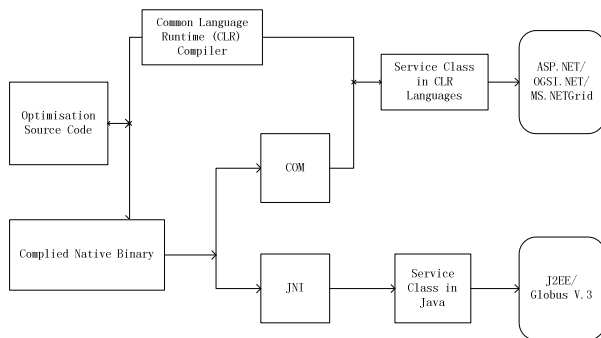 Common Language
Runtime (CLR)
Compiler
Optimisation
Source Code
Service Class
in CLR
Languages
ASP.NET/
OGSI.NET/
MS.NETGrid
COM
Complied Native Binary
JNI
Service
Class in
Java
J2EE/
Globus V.3